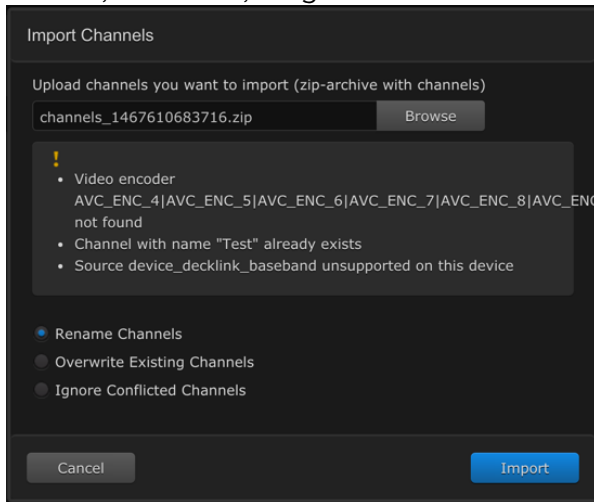 Import Channels
Upload channels you want to import (zip-archive with channels)
channels_1467610683716.zip Browse
!
• Video encoder
AVC_ENC_4|AVC_ENC_5|AVC_ENC_6|AVC_ENC_7|AVC_ENC_8|AVC_ENC
not found
• Channel with name "Test" already exists
• Source device_decklink_baseband unsupported on this device
Rename Channels
Overwrite Existing Channels
Ignore Conflicted Channels
Cancel Import